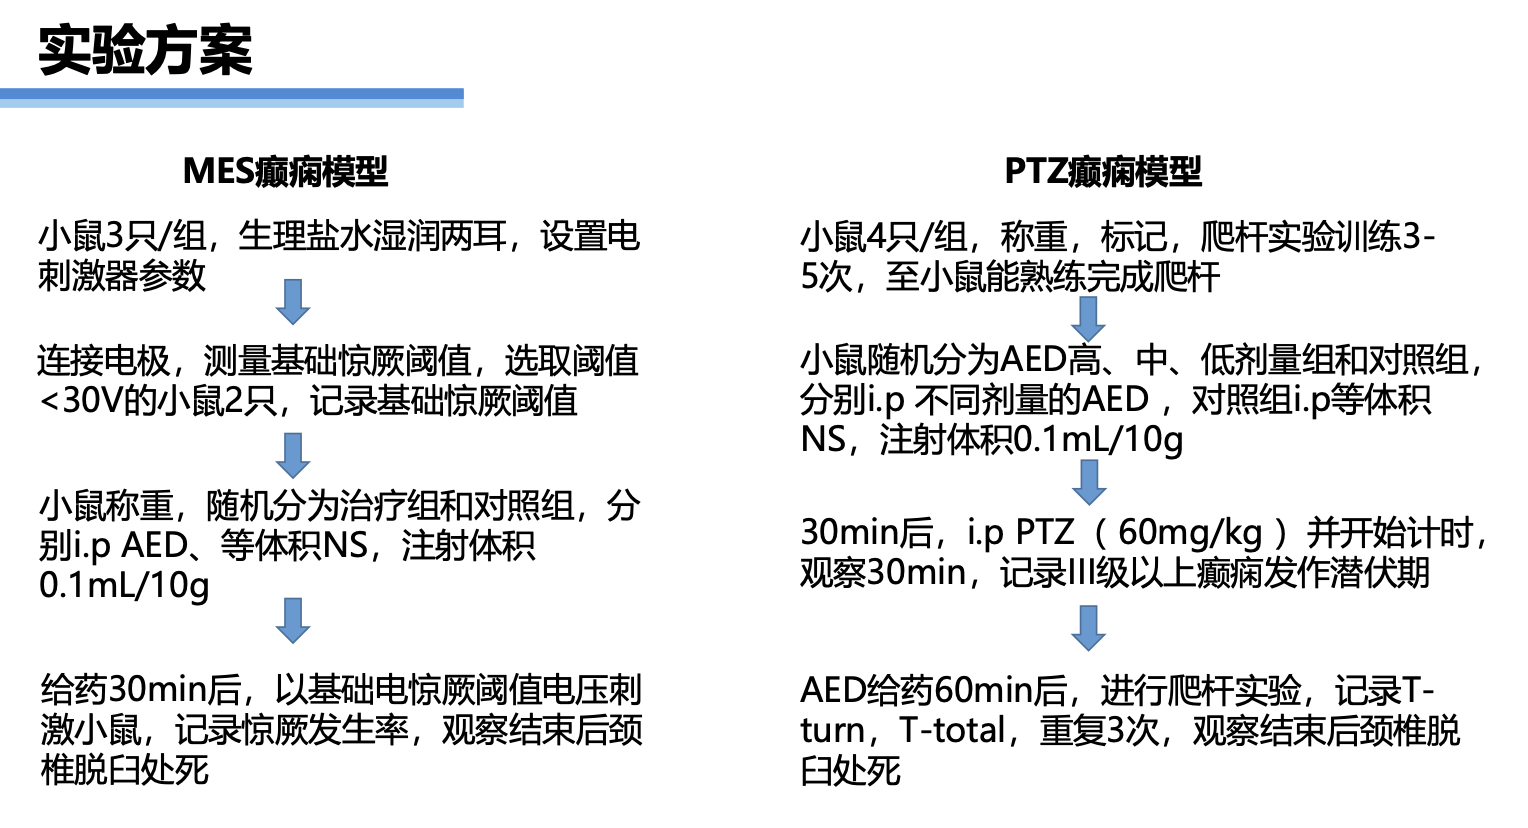 实验方案
MES癫痫模型
小鼠3只/组，生理盐水湿润两耳，设置电
刺激器参数
连接电极，测量基础惊厥阈值，选取阈值
<30V的小鼠2只，记录基础惊厥阈值
小鼠称重，随机分为治疗组和对照组，分
别i.p AED、等体积NS，注射体积
0.1mL/10g
给药30min后，以基础电惊厥阈值电压刺
激小鼠，记录惊厥发生率，观察结束后颈
椎脱臼处死
PTZ癫痫模型
小鼠4只/组，称重，标记，爬杆实验训练3-
5次，至小鼠能熟练完成爬杆
小鼠随机分为AED高、中、低剂量组和对照组，
分别i.p 不同剂量的AED ，对照组i.p等体积
NS，注射体积0.1mL/10g
30min后，i.p PTZ（ 60mg/kg ）并开始计时，
观察30min，记录III级以上癫痫发作潜伏期
AED给药60min后，进行爬杆实验，记录T-
turn，T-total，重复3次，观察结束后颈椎脱
臼处死